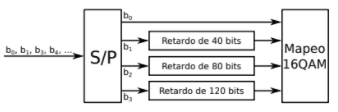 b₀
b₀, b₁, b₃, b₄, ...
S/P
b₁
Retardo de 40 bits
b₂
Retardo de 80 bits
b₃
Retardo de 120 bits
Mapeo
16QAM